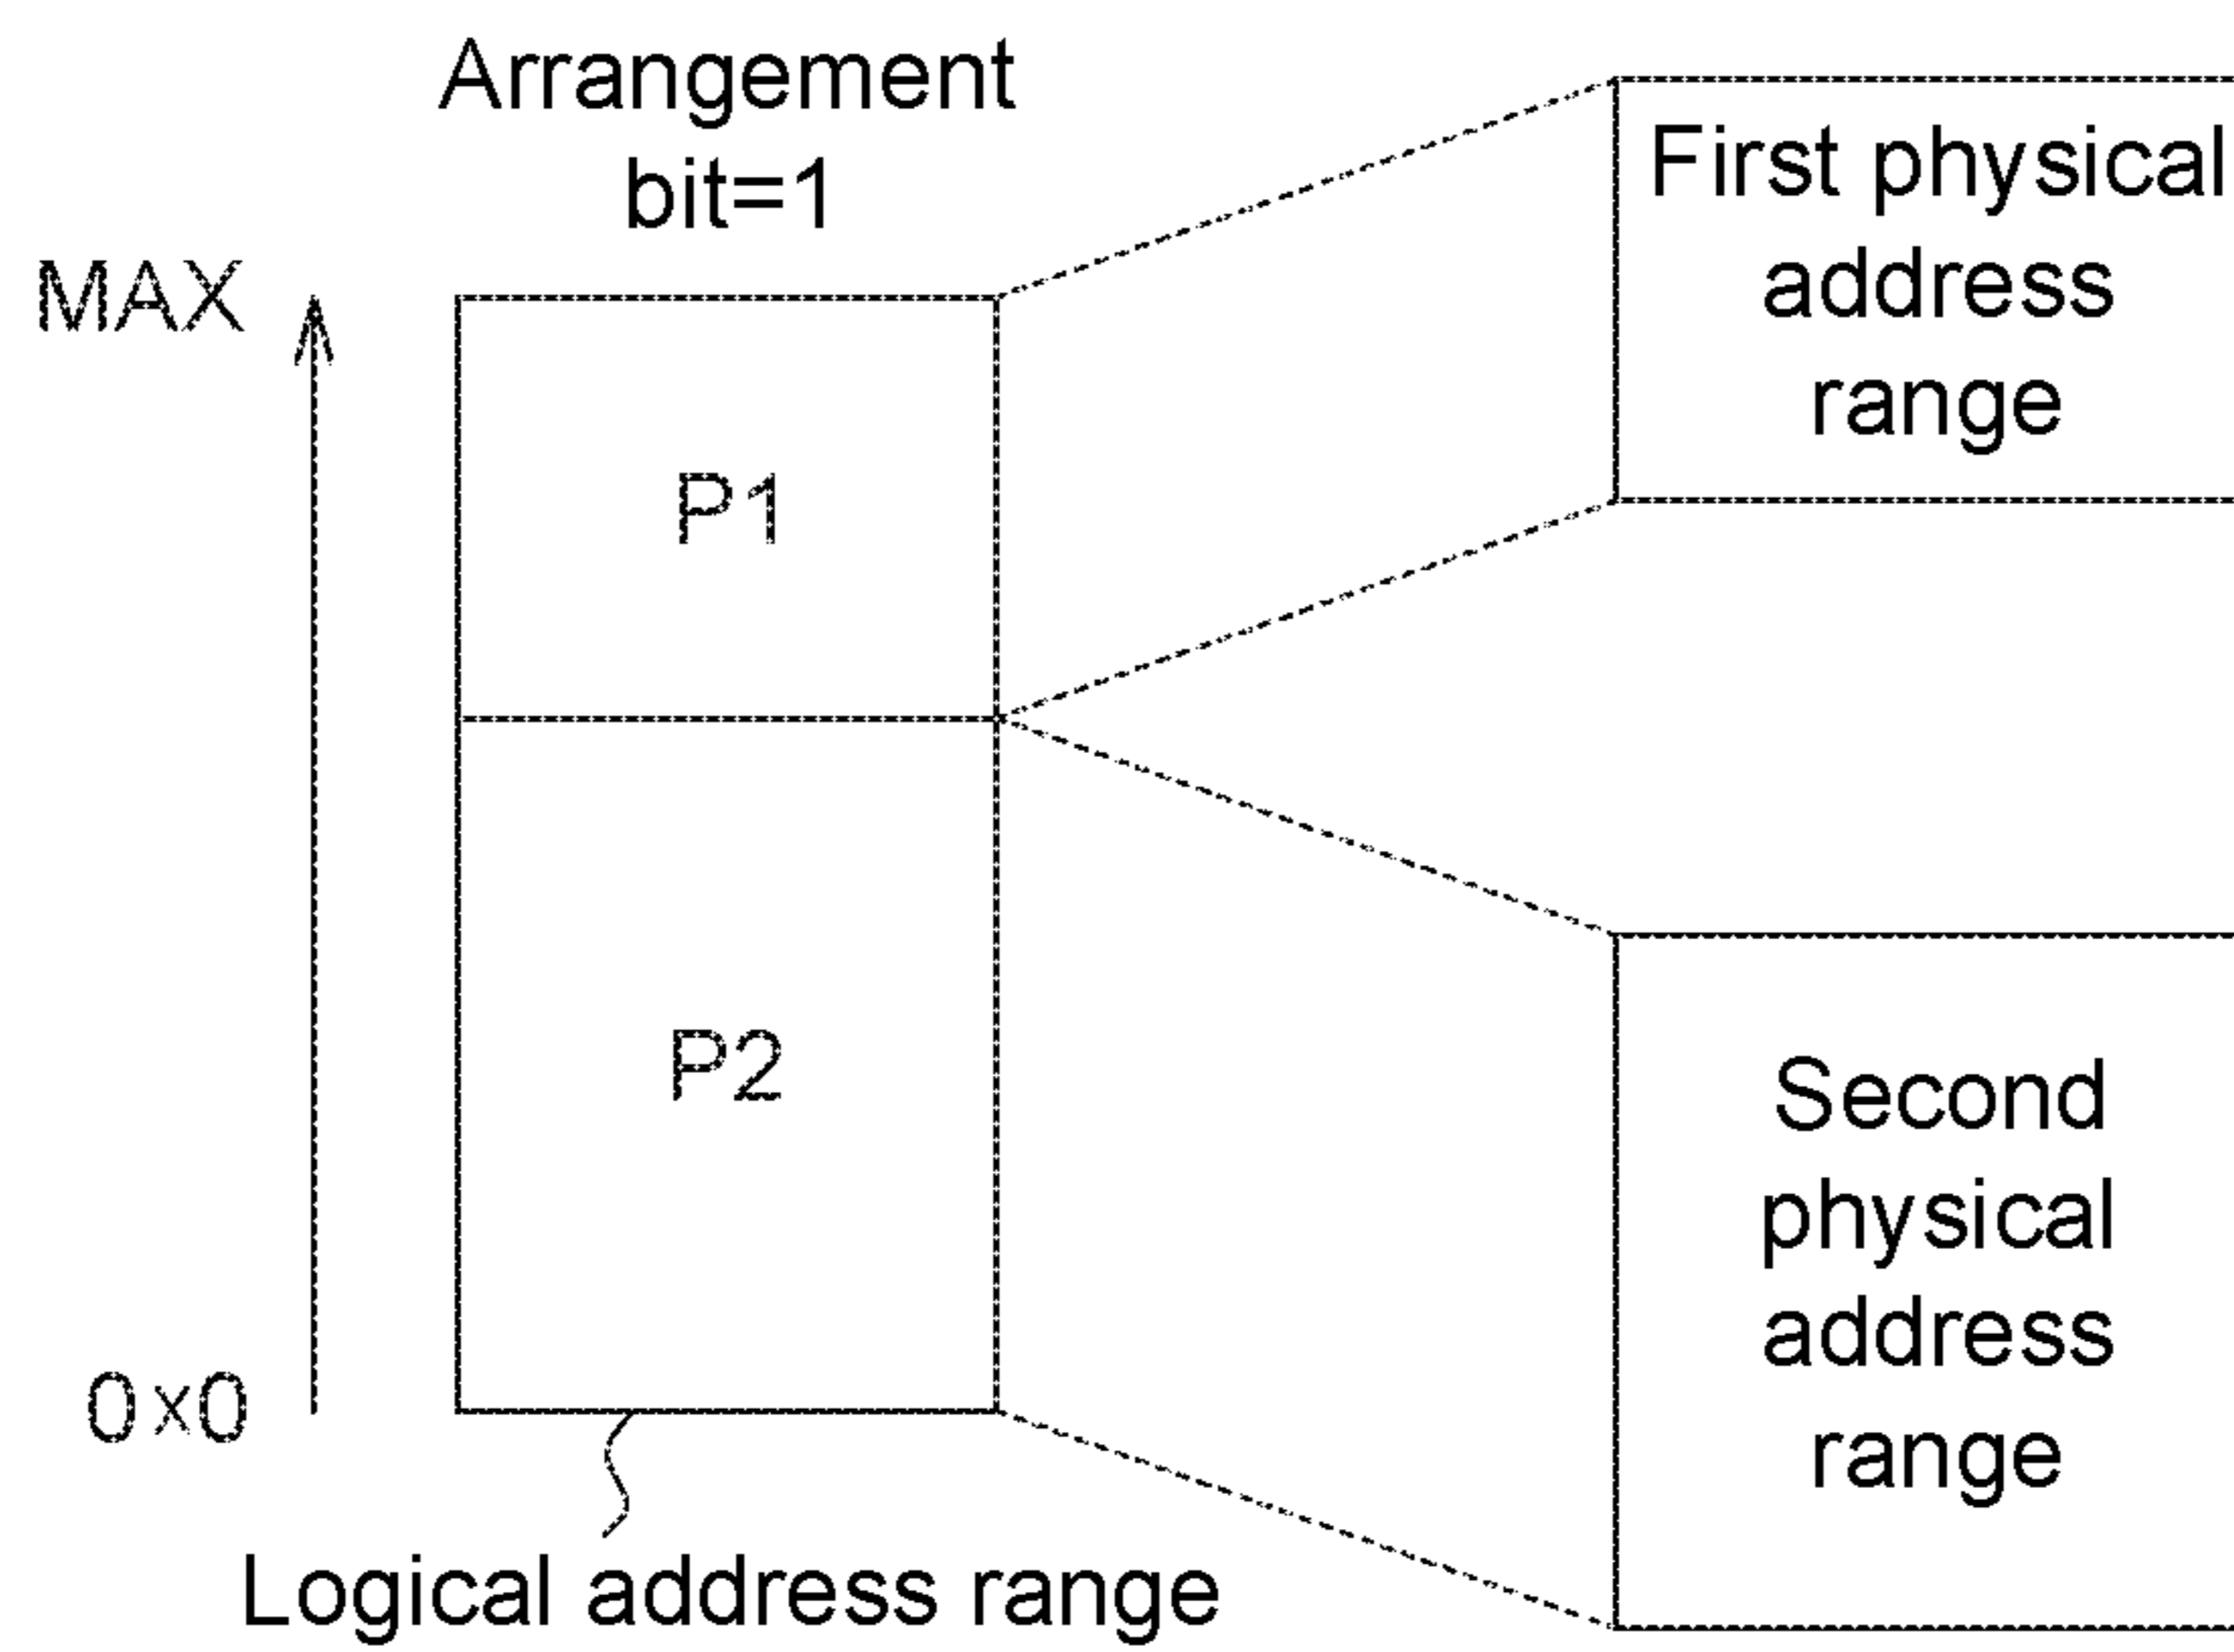 Arrangement
bit=1
MAX
P1
P2
0x0
Logical address range
First physical
address
range
Second
physical
address
range